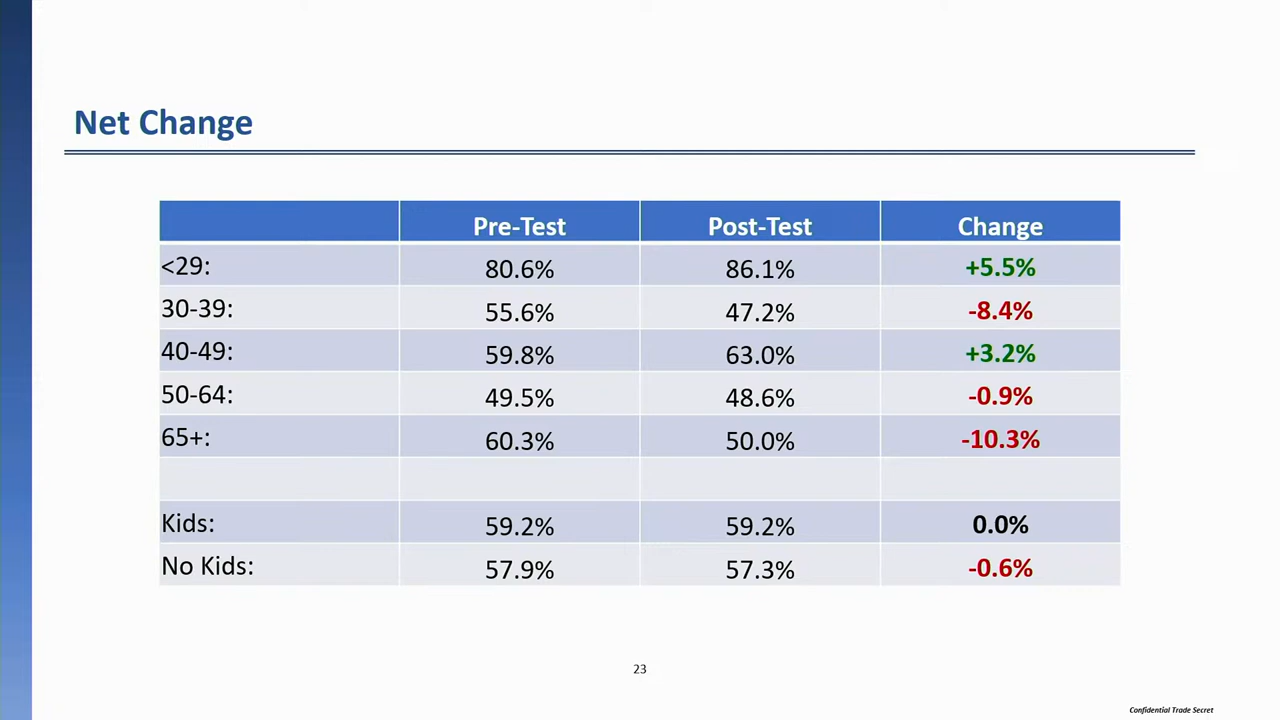 Net Change
Pre-Test Post-Test Change
<29: 80.6% 86.1% +5.5%
30-39: 55.6% 47.2% -8.4%
40-49: 59.8% 63.0% +3.2%
50-64: 49.5% 48.6% -0.9%
65+: 60.3% 50.0% -10.3%
Kids: 59.2% 59.2% 0.0%
No Kids: 57.9% 57.3% -0.6%
23
Confidential Trade Secret